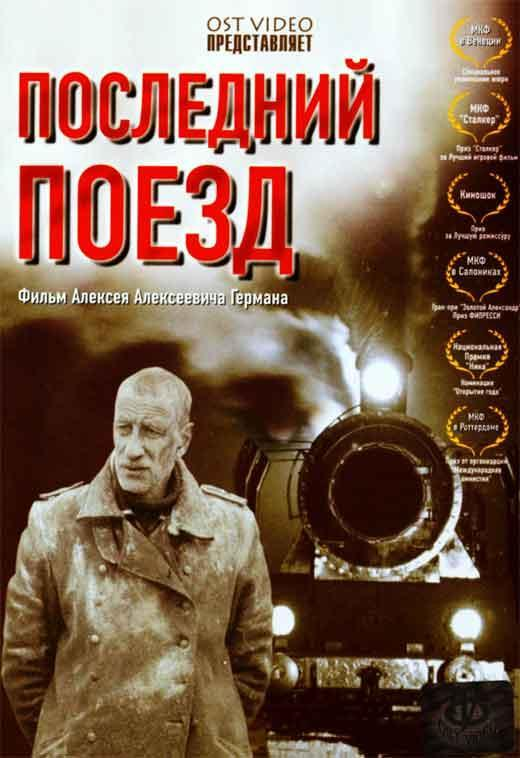 OST VIDEO
ПРЕДСТАВЛЯЕТ
ПОСЛЕДНИЙ
ПОЕЗД
Фильм Алексея Алексеевича Германа
МКФ
в Венеции
Специальное
упоминание жюри
МКФ
"Сталкер"
Приз "Сталкер"
за Лучший игровой фильм
Киношок
Приз
за Лучшую режиссуру
МКФ
в Салониках
Гран-при "Золотой Александр"
Приз ФИПРЕССИ
Национальная
Премия
"Ника"
Номинация
"Открытие года"
МКФ
в Роттердаме
Приз от организаций
"Международная
амнистия"